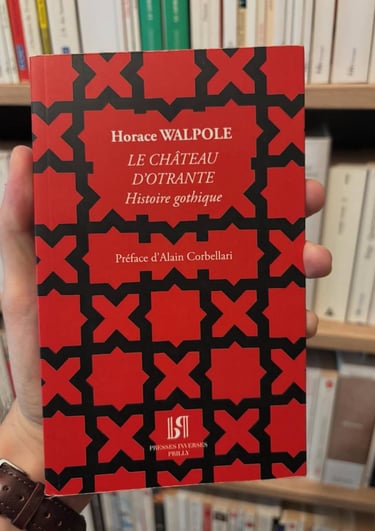 Horace WALPOLE
LE CHÂTEAU
D'OTRANTE
Histoire gothique
Préface d'Alain Corbellari
PRESSES INVERSES
PRILLY